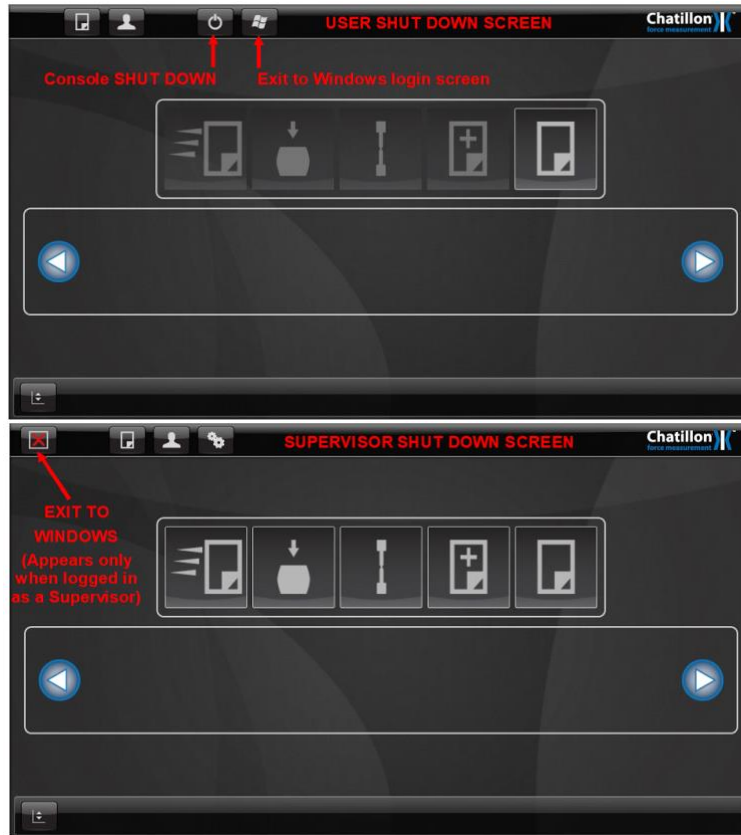 USER SHUT DOWN SCREEN
Chatillon
force measurement
Console SHUT DOWN
Exit to Windows login screen
SUPERVISOR SHUT DOWN SCREEN
Chatillon
force measurement
EXIT TO
WINDOWS
(Appears only
when logged in
as a Supervisor)